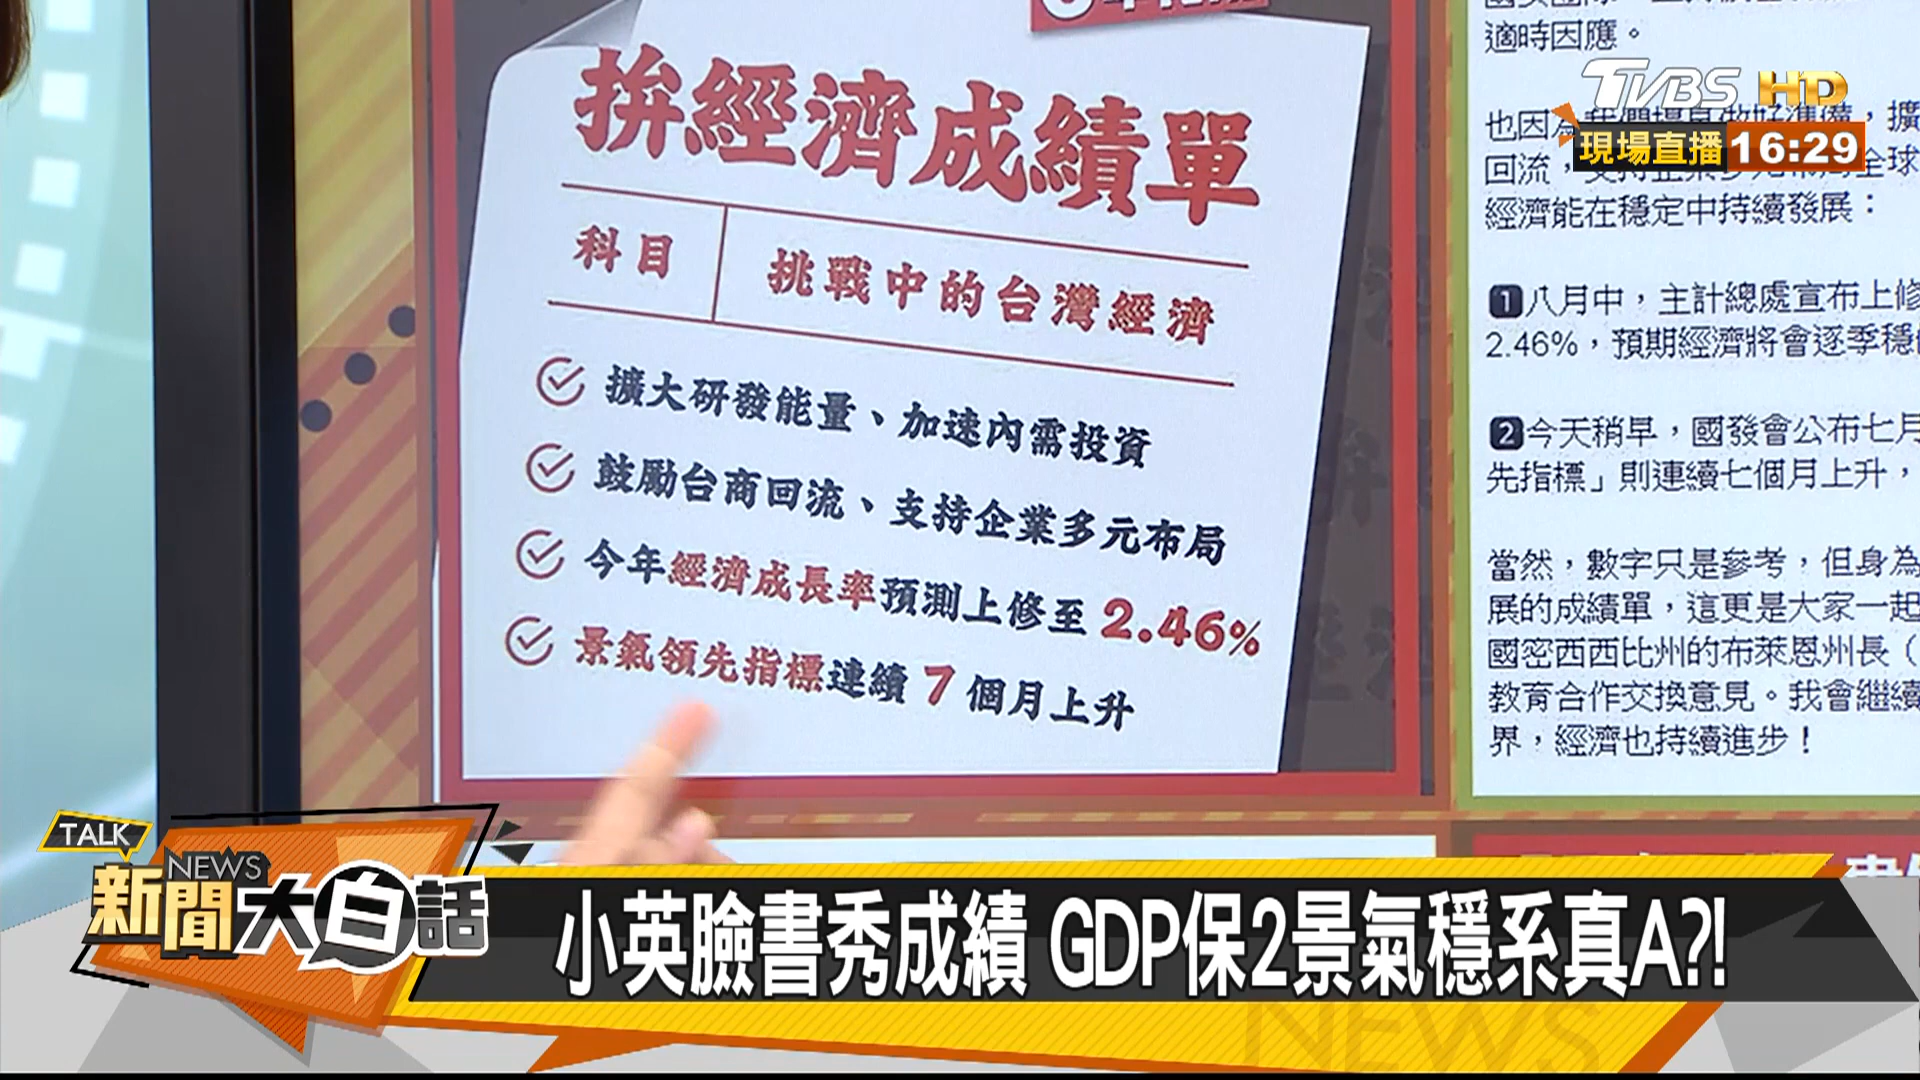 拚經濟成績單
科目
挑戰中的台灣經濟
擴大研發能量、加速內需投資
鼓勵台商回流、支持企業多元布局
今年經濟成長率預測上修至 2.46%
景氣領先指標連續 7 個月上升
適時因應。
TVBS HD
現場直播 16:29
經濟能在穩定中持續發展：
1 八月中，主計總處宣布上修
2.46%，預期經濟將會逐季穩
2 今天稍早，國發會公布七月
先指標」則連續七個月上升，
當然，數字只是參考，但身為
展的成績單，這更是大家一起
國密西西比州的布萊恩州長（
教育合作交換意見。我會繼續
界，經濟也持續進步！
TALK
NEWS
新聞大白話
小英臉書秀成績 GDP保2景氣穩系真A?!
NEWS